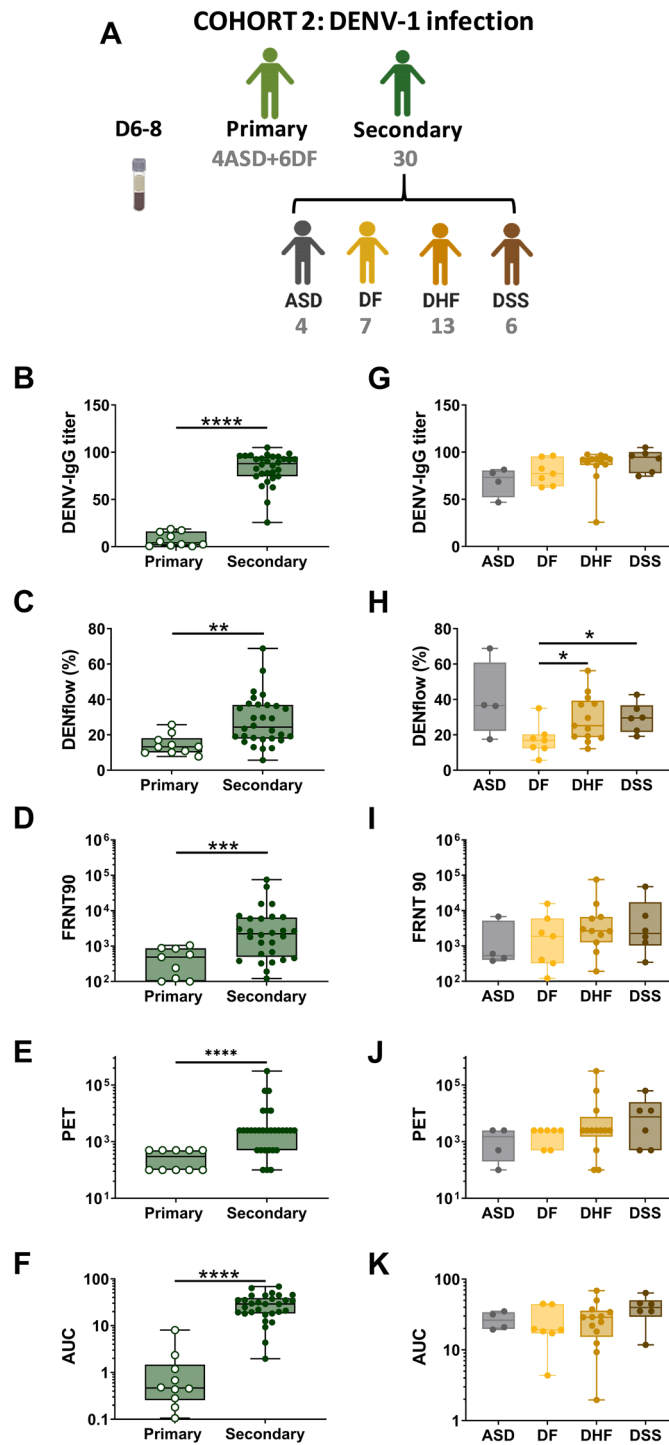 A
COHORT 2: DENV-1 infection
D6-8
Primary
Secondary
4ASD+6DF
30
ASD
DF
DHF
DSS
4
7
13
6
B
DENV-IgG titer
150
100
50
0
****
Primary
Secondary
G
DENV-IgG titer
150
100
50
0
ASD
DF
DHF
DSS
C
DENflow (%)
80
60
40
20
0
**
Primary
Secondary
H
DENflow (%)
80
60
40
20
0
*
*
ASD
DF
DHF
DSS
D
FRNT90
10⁶
10⁵
10⁴
10³
10²
***
Primary
Secondary
I
FRNT 90
10⁶
10⁵
10⁴
10³
10²
ASD
DF
DHF
DSS
E
PET
10⁵
10³
10¹
****
Primary
Secondary
J
PET
10⁵
10³
10¹
ASD
DF
DHF
DSS
F
AUC
100
10
1
0.1
****
Primary
Secondary
K
AUC
100
10
1
ASD
DF
DHF
DSS